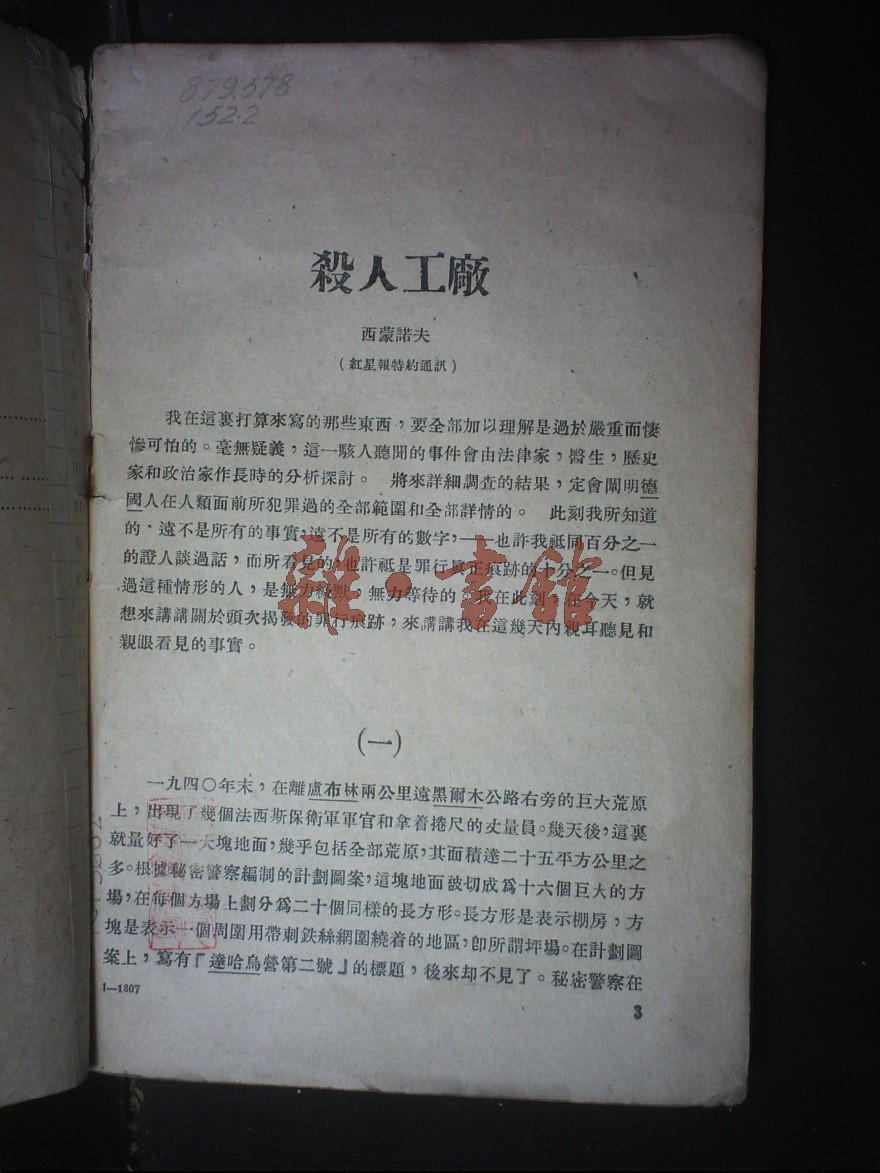 879.578
152.2
殺人工廠
西蒙諾夫
（紅星報特約通訊）
我在這裏打算來寫的那些東西，要全部加以理解是過於嚴重而悽
慘可怕的。毫無疑義，這一駭人聽聞的事件會由法律家，醫生，歷史
家和政治家作長時的分析探討。 將來詳細調查的結果，定會闡明德
國人在人類面前所犯罪過的全部範圍和全部詳情的。 此刻我所知道
的，遠不是所有的事實，遠不是所有的數字，——也許我祗同百分之一
的證人談過話，而所看見的，也許祗是罪行眞正痕跡的十分之一。但見
過這種情形的人，是無力緘默，無力等待的。我在此刻，在今天，就
想來講講關於頭次揭發的罪行痕跡，來講講我在這幾天內親耳聽見和
親眼看見的事實。
雜·書館
（一）
一九四〇年末，在離盧布林兩公里遠黑爾木公路右旁的巨大荒原
上，出現了幾個法西斯保衛軍軍官和拿着捲尺的丈量員。幾天後，這裏
就量好了一大塊地面，幾乎包括全部荒原，其面積達二十五平方公里之
多。根據秘密警察編制的計劃圖案，這塊地面被切成爲十六個巨大的方
場，在每個方場上劃分爲二十個同樣的長方形。長方形是表示棚房，方
塊是表示一個周圍用帶刺鉄絲網圍繞着的地區，卽所謂坪場。在計劃圖
案上，寫有『達哈烏營第二號』的標題，後來却不見了。秘密警察在
1—1807
3